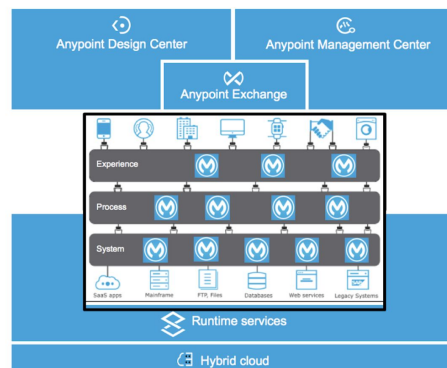 Anypoint Design Center
Anypoint Management Center
Anypoint Exchange
Experience
Process
System
SaaS apps
Mainframe
FTP, Files
Databases
Web services
Legacy Systems
Runtime services
Hybrid cloud